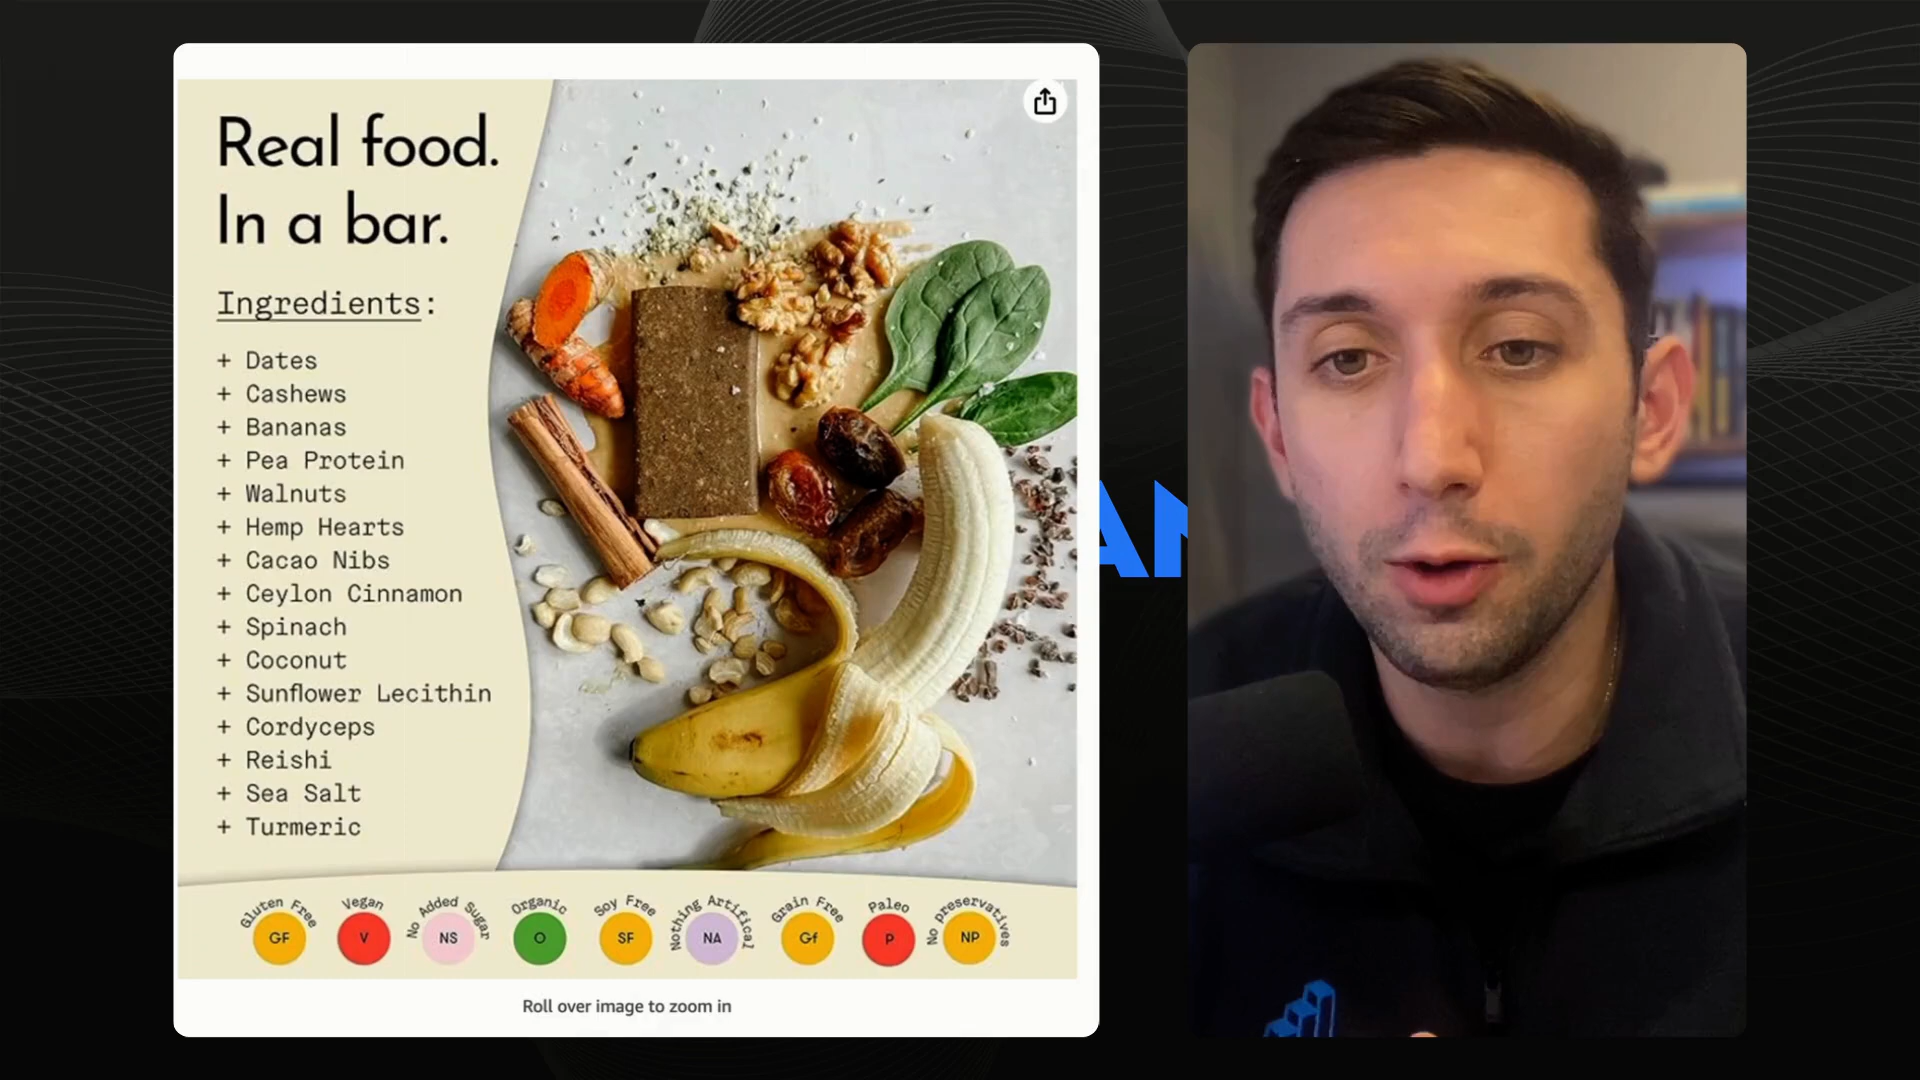 Real food.
In a bar.
Ingredients:
+ Dates
+ Cashews
+ Bananas
+ Pea Protein
+ Walnuts
+ Hemp Hearts
+ Cacao Nibs
+ Ceylon Cinnamon
+ Spinach
+ Coconut
+ Sunflower Lecithin
+ Cordyceps
+ Reishi
+ Sea Salt
+ Turmeric
Gluten Free
GF
Vegan
V
No Added Sugar
NS
Organic
O
Soy Free
SF
Nothing Artifical
NA
Grain Free
Gf
Paleo
P
No preservatives
NP
Roll over image to zoom in
AN